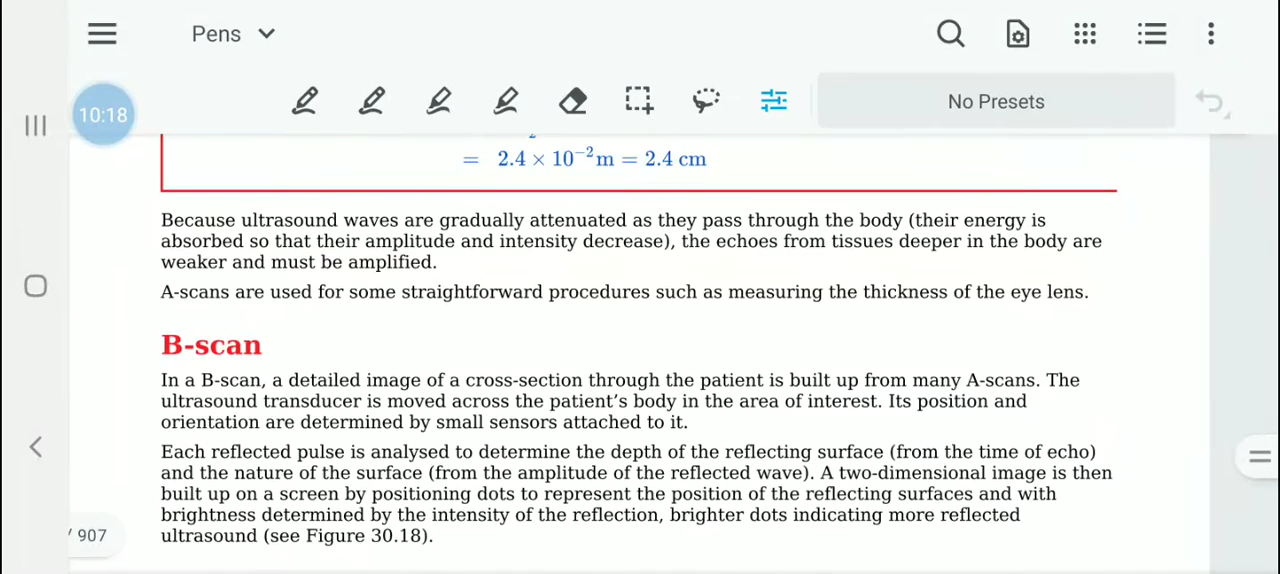 Pens
10:18
No Presets
2
= 2.4 × 10⁻² m = 2.4 cm
Because ultrasound waves are gradually attenuated as they pass through the body (their energy is
absorbed so that their amplitude and intensity decrease), the echoes from tissues deeper in the body are
weaker and must be amplified.
A-scans are used for some straightforward procedures such as measuring the thickness of the eye lens.
B-scan
In a B-scan, a detailed image of a cross-section through the patient is built up from many A-scans. The
ultrasound transducer is moved across the patient’s body in the area of interest. Its position and
orientation are determined by small sensors attached to it.
Each reflected pulse is analysed to determine the depth of the reflecting surface (from the time of echo)
and the nature of the surface (from the amplitude of the reflected wave). A two-dimensional image is then
built up on a screen by positioning dots to represent the position of the reflecting surfaces and with
brightness determined by the intensity of the reflection, brighter dots indicating more reflected
ultrasound (see Figure 30.18).
/ 907